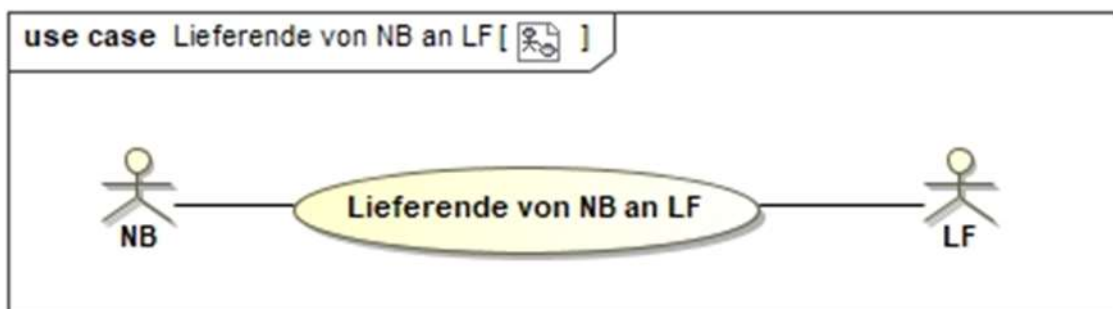 use case Lieferende von NB an LF [ ]
Lieferende von NB an LF
NB
LF